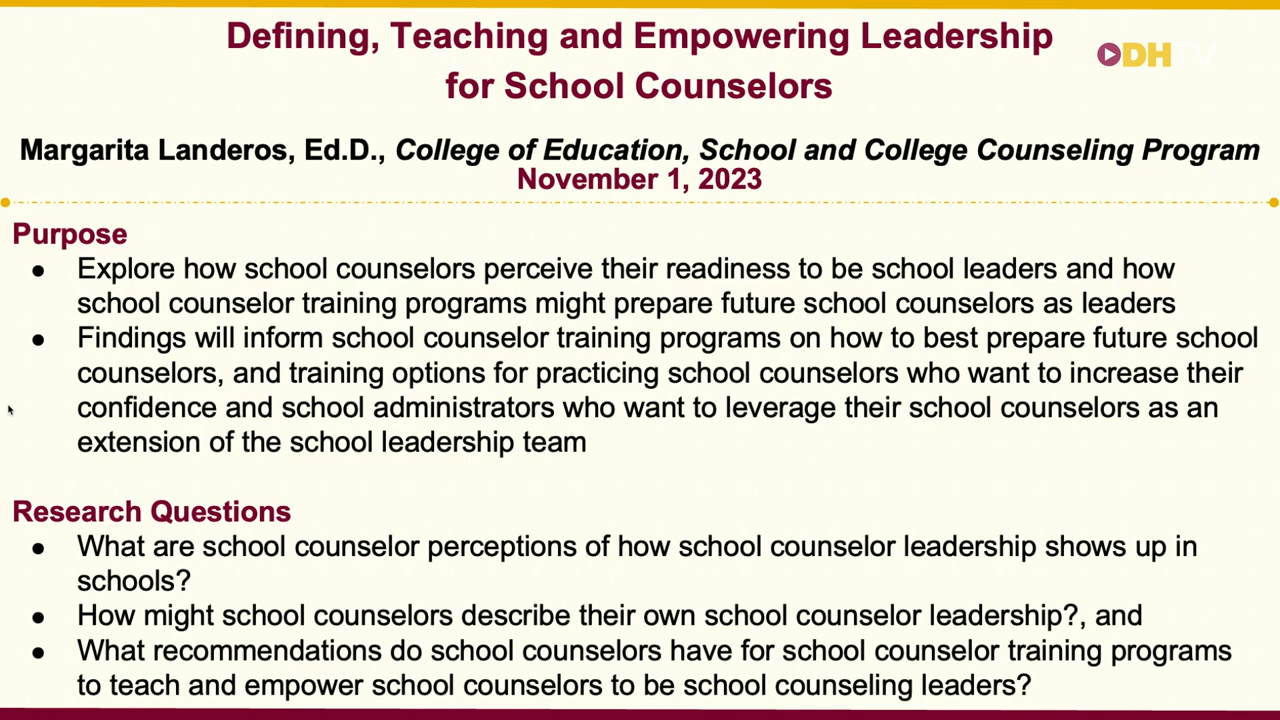 Defining, Teaching and Empowering Leadership
for School Counselors
DHTV
Margarita Landeros, Ed.D., College of Education, School and College Counseling Program
November 1, 2023
Purpose
● Explore how school counselors perceive their readiness to be school leaders and how
school counselor training programs might prepare future school counselors as leaders
● Findings will inform school counselor training programs on how to best prepare future school
counselors, and training options for practicing school counselors who want to increase their
confidence and school administrators who want to leverage their school counselors as an
extension of the school leadership team
Research Questions
● What are school counselor perceptions of how school counselor leadership shows up in
schools?
● How might school counselors describe their own school counselor leadership?, and
● What recommendations do school counselors have for school counselor training programs
to teach and empower school counselors to be school counseling leaders?